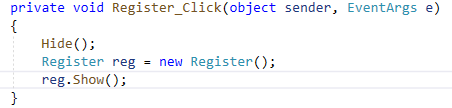 private void Register_Click(object sender, EventArgs e)
{
Hide();
Register reg = new Register();
reg.Show();
}